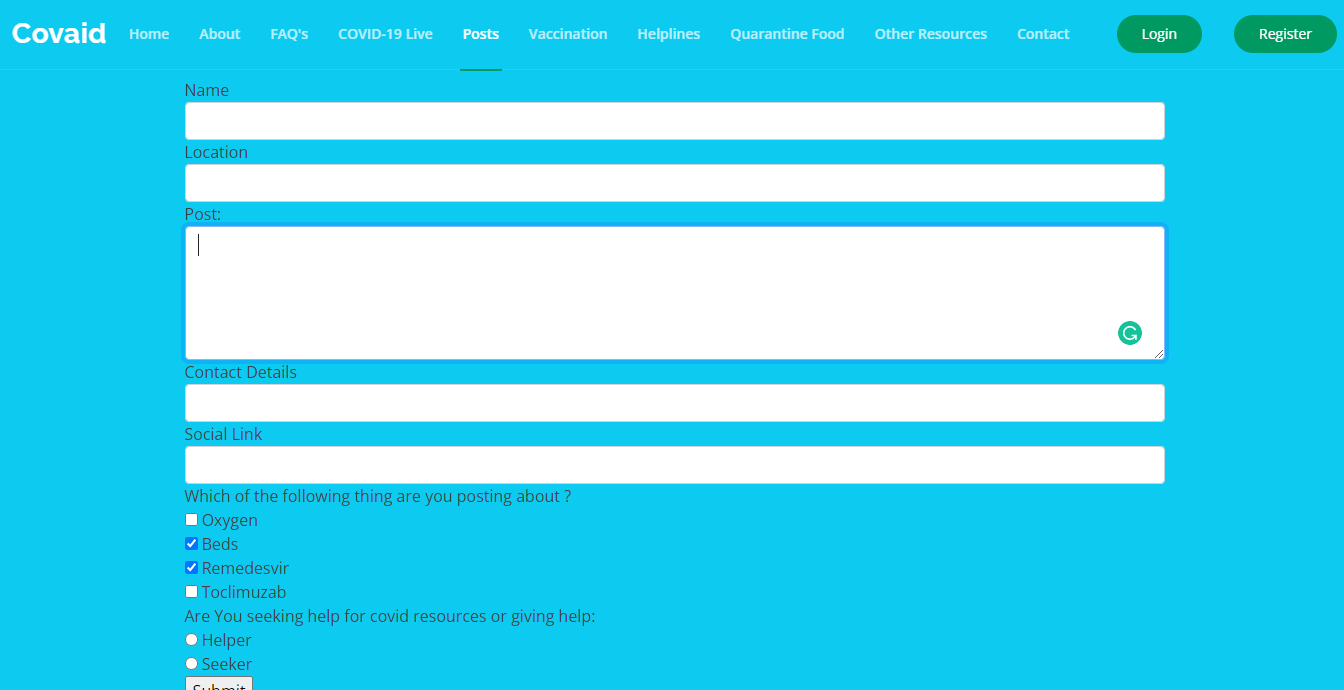 Covaid Home About FAQ's COVID-19 Live Posts Vaccination Helplines Quarantine Food Other Resources Contact Login Register
Name
Location
Post:
Contact Details
Social Link
Which of the following thing are you posting about ?
Oxygen
Beds
Remedesvir
Toclimuzab
Are You seeking help for covid resources or giving help:
Helper
Seeker
Submit